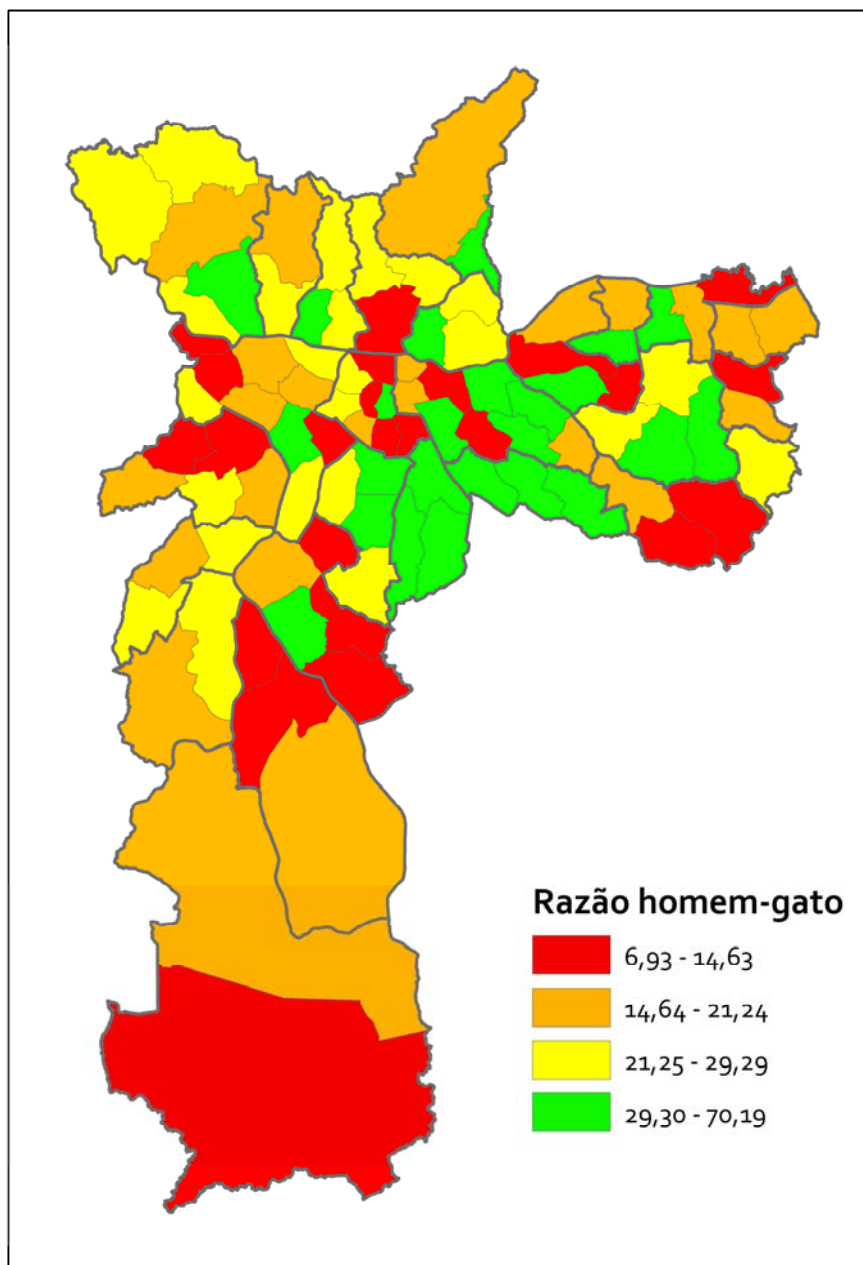 Razão homem-gato
6,93 - 14,63
14,64 - 21,24
21,25 - 29,29
29,30 - 70,19